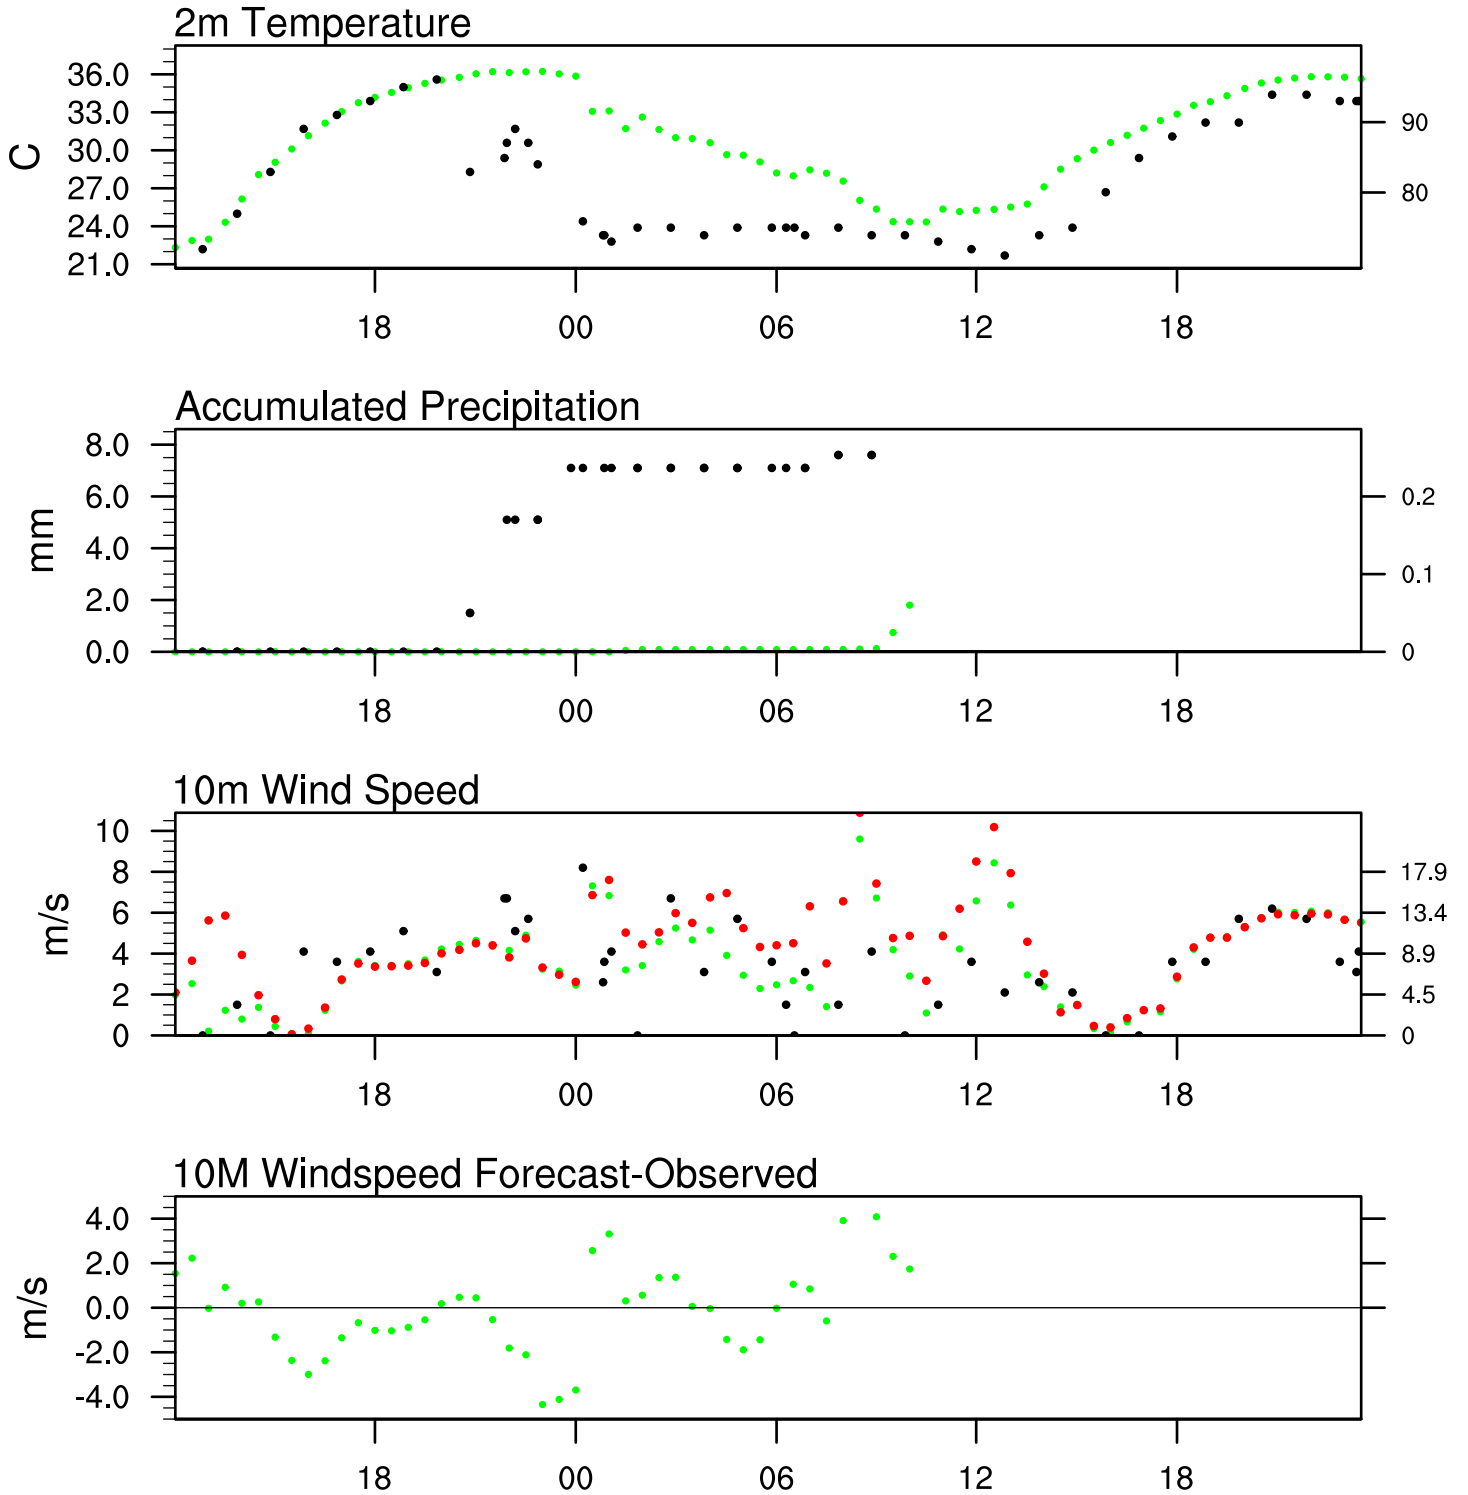 2m Temperature
36.0
33.0
30.0
27.0
24.0
21.0
C
90
80
18 00 06 12 18
Accumulated Precipitation
8.0
6.0
4.0
2.0
0.0
mm
0.2
0.1
0
18 00 06 12 18
10m Wind Speed
10
8
6
4
2
0
m/s
17.9
13.4
8.9
4.5
0
18 00 06 12 18
10M Windspeed Forecast-Observed
4.0
2.0
0.0
-2.0
-4.0
m/s
18 00 06 12 18